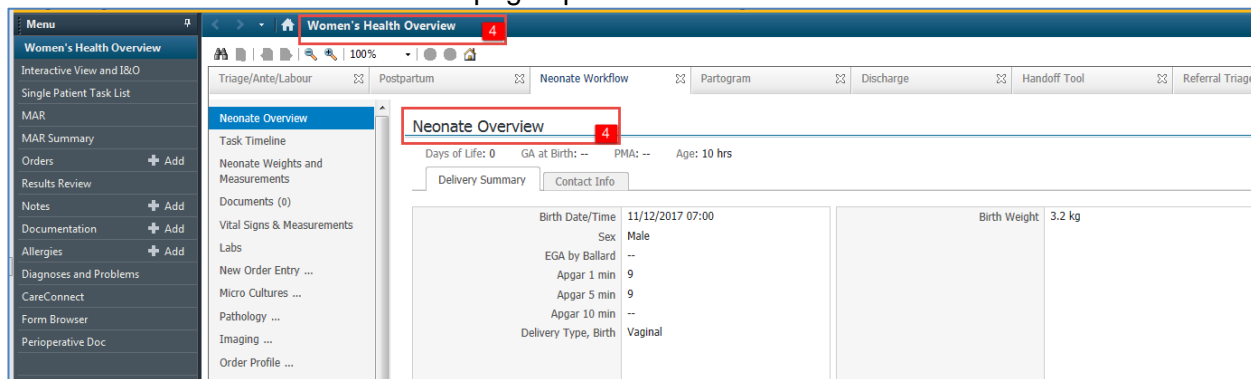 Menu
Women's Health Overview
Women's Health Overview
4
Interactive View and I&O
Single Patient Task List
MAR
MAR Summary
Orders + Add
Results Review
Notes + Add
Documentation + Add
Allergies + Add
Diagnoses and Problems
CareConnect
Form Browser
Perioperative Doc
100%
Triage/Ante/Labour
Postpartum
Neonate Workflow
Partogram
Discharge
Handoff Tool
Referral Triage
Neonate Overview
Task Timeline
Neonate Weights and
Measurements
Documents (0)
Vital Signs & Measurements
Labs
New Order Entry ...
Micro Cultures ...
Pathology ...
Imaging ...
Order Profile ...
Neonate Overview
4
Days of Life: 0 GA at Birth: -- PMA: -- Age: 10 hrs
Delivery Summary Contact Info
Birth Date/Time 11/12/2017 07:00
Sex Male
EGA by Ballard --
Apgar 1 min 9
Apgar 5 min 9
Apgar 10 min --
Delivery Type, Birth Vaginal
Birth Weight 3.2 kg